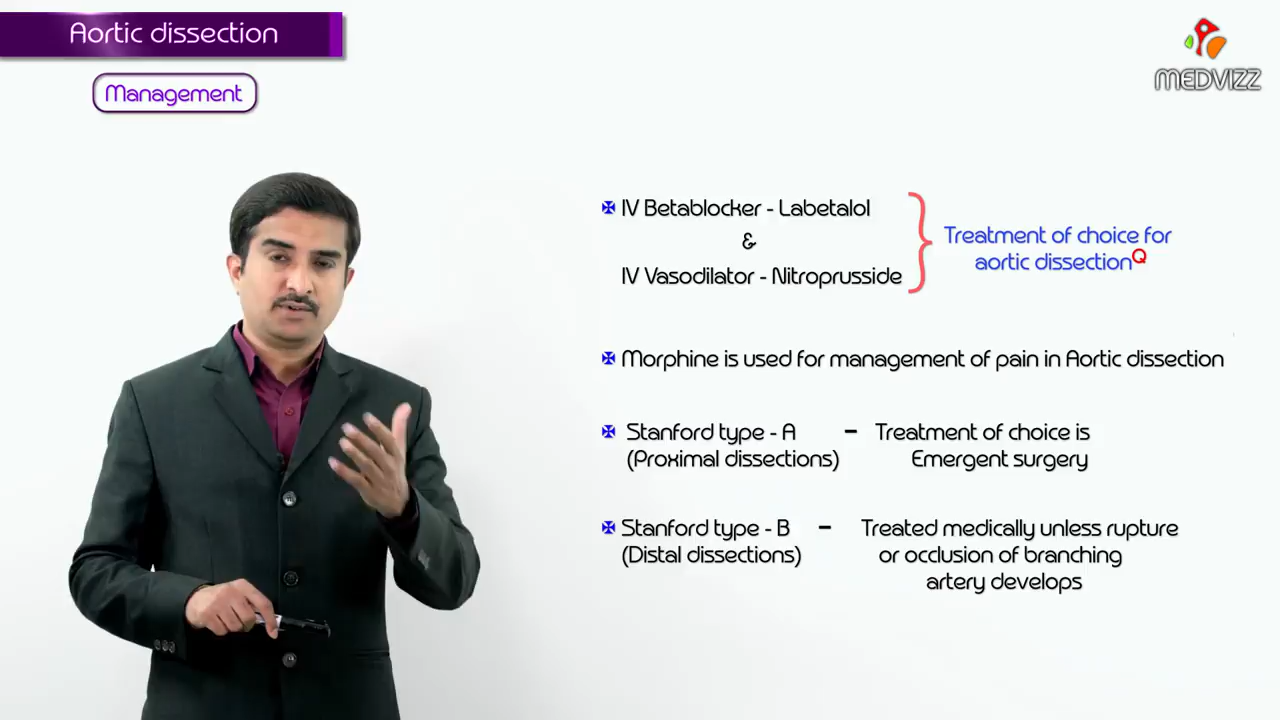 Aortic dissection
MEDVIZZ
Management
✠ IV Betablocker - Labetalol
&
IV Vasodilator - Nitroprusside
Treatment of choice for
aortic dissectionQ
✠ Morphine is used for management of pain in Aortic dissection
✠ Stanford type - A - Treatment of choice is
(Proximal dissections) Emergent surgery
✠ Stanford type - B - Treated medically unless rupture
(Distal dissections) or occlusion of branching
artery develops